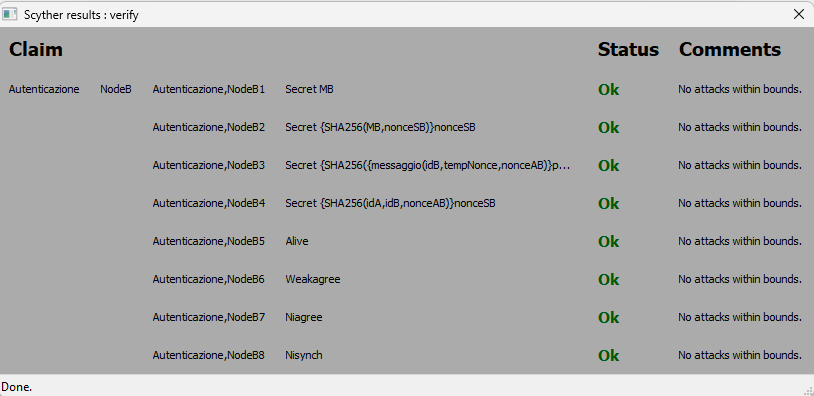 Scyther results : verify
Claim Status Comments
Autenticazione NodeB Autenticazione,NodeB1 Secret MB Ok No attacks within bounds.
Autenticazione,NodeB2 Secret {SHA256(MB,nonceSB)}nonceSB Ok No attacks within bounds.
Autenticazione,NodeB3 Secret {SHA256({messaggio(idB,tempNonce,nonceAB)}p... Ok No attacks within bounds.
Autenticazione,NodeB4 Secret {SHA256(idA,idB,nonceAB)}nonceSB Ok No attacks within bounds.
Autenticazione,NodeB5 Alive Ok No attacks within bounds.
Autenticazione,NodeB6 Weakagree Ok No attacks within bounds.
Autenticazione,NodeB7 Niagree Ok No attacks within bounds.
Autenticazione,NodeB8 Nisynch Ok No attacks within bounds.
Done.